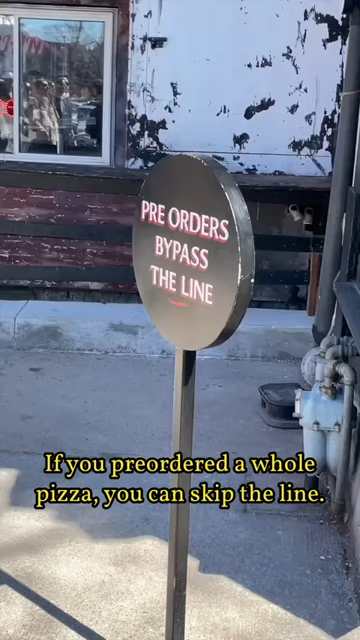 PRE ORDERS
BYPASS
THE LINE
If you preordered a whole
pizza, you can skip the line.